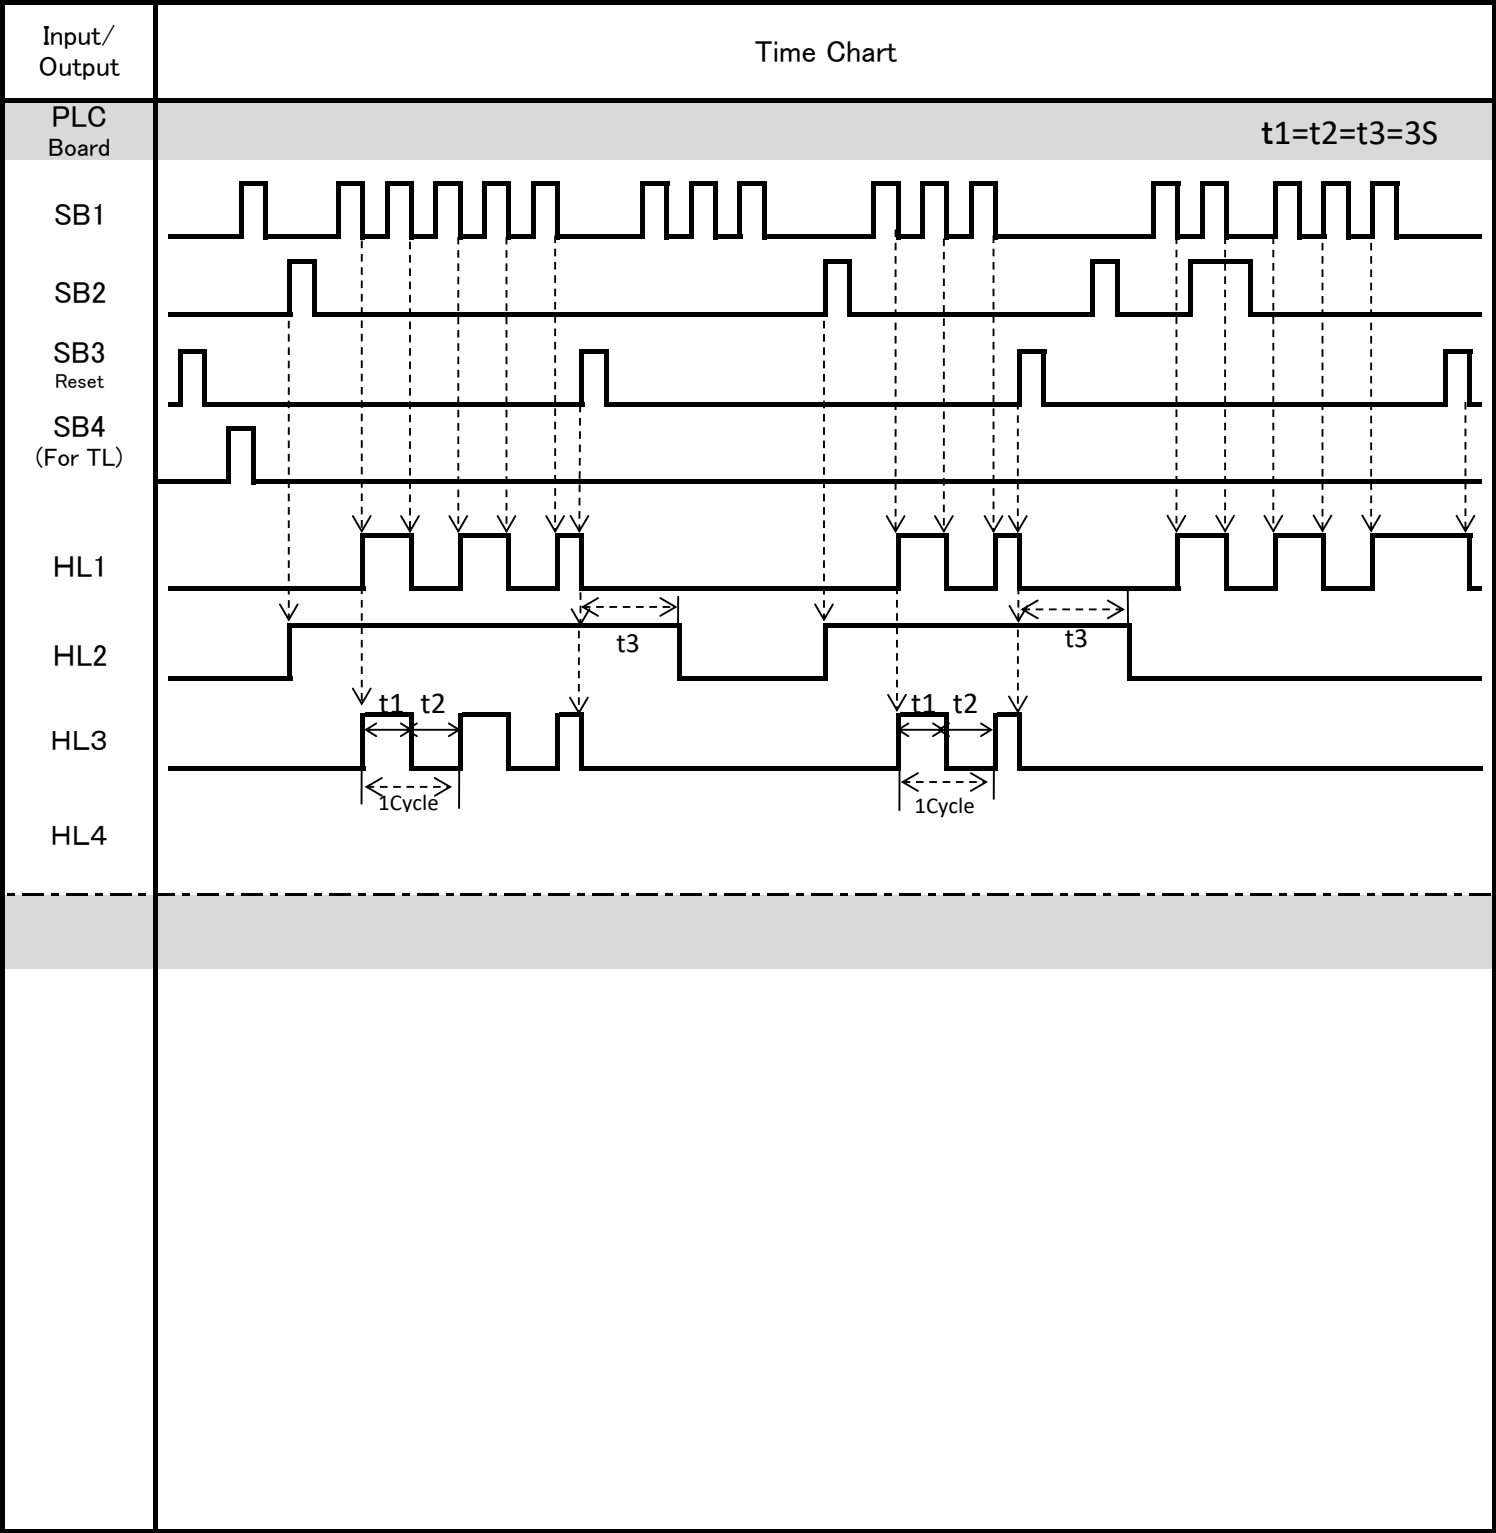 Input/
Output
Time Chart
PLC
Board
t1=t2=t3=3S
SB1
SB2
SB3
Reset
SB4
(For TL)
HL1
HL2
t3
t3
HL3
t1 t2
t1 t2
1Cycle
1Cycle
HL4